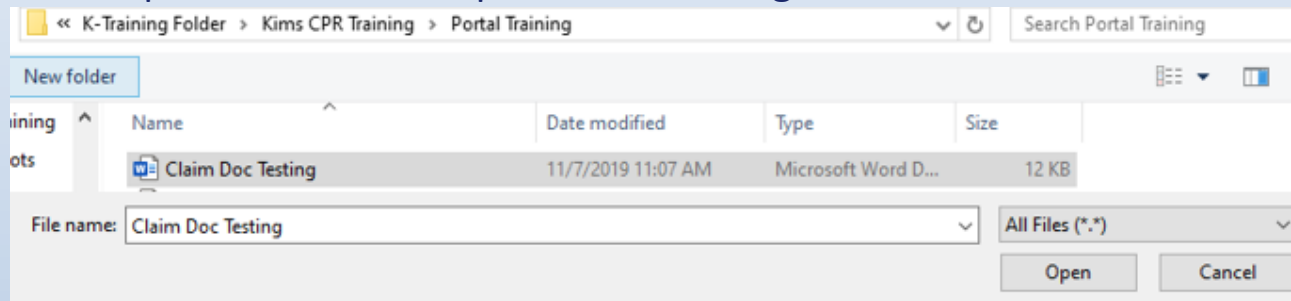 « K-Training Folder > Kims CPR Training > Portal Training Search Portal Training
New folder
ining Name Date modified Type Size
ots Claim Doc Testing 11/7/2019 11:07 AM Microsoft Word D... 12 KB
File name: Claim Doc Testing All Files (*.*)
Open Cancel